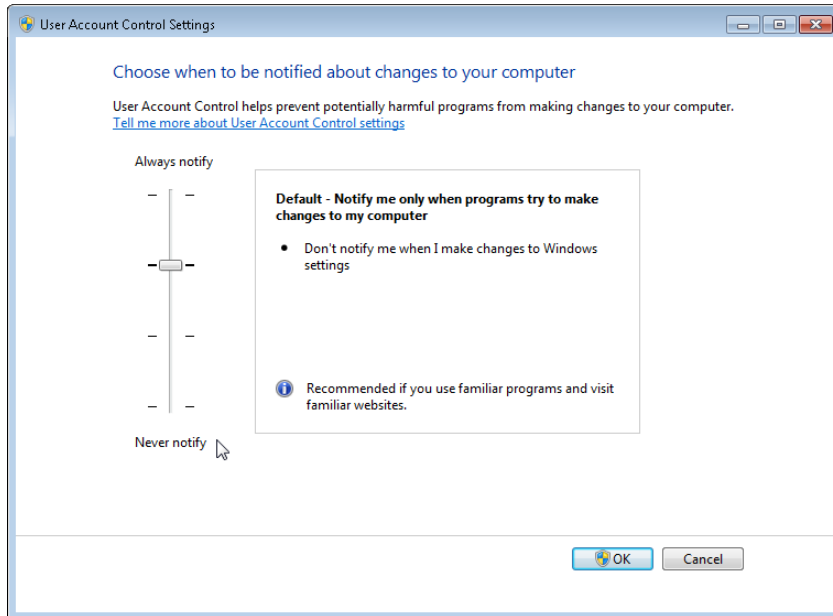 User Account Control Settings
Choose when to be notified about changes to your computer
User Account Control helps prevent potentially harmful programs from making changes to your computer.
Tell me more about User Account Control settings
Always notify
Default - Notify me only when programs try to make
changes to my computer
• Don't notify me when I make changes to Windows
settings
Recommended if you use familiar programs and visit
familiar websites.
Never notify
OK
Cancel